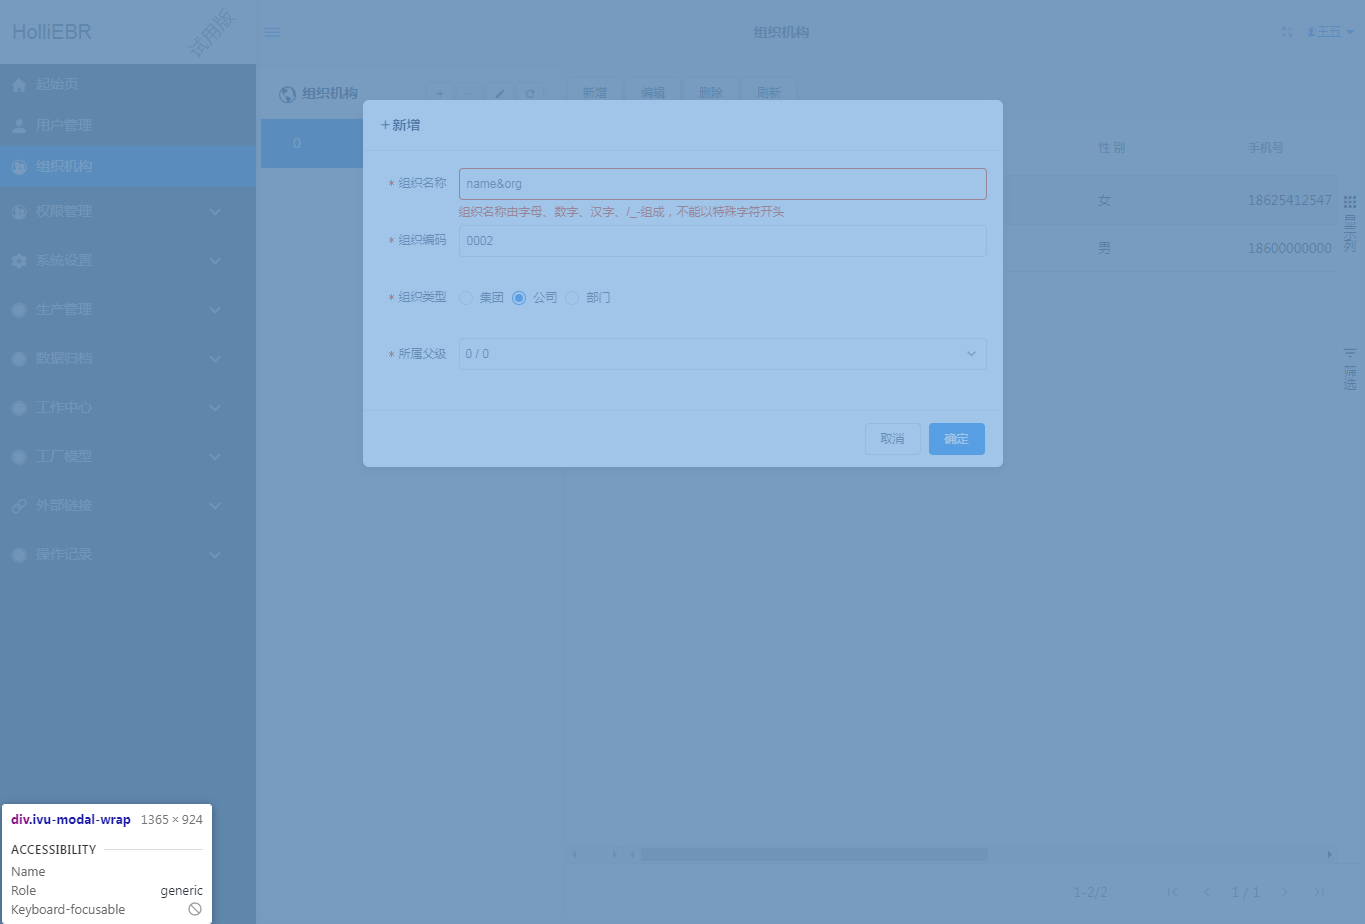 HolliEBR
试用版
组织机构
王五
起始页
用户管理
组织机构
权限管理
系统设置
生产管理
数据归档
工作中心
工厂模型
外部链接
操作记录
组织机构
新增
编辑
删除
刷新
0
性别
手机号
女
18625412547
男
18600000000
显示列
筛选
+新增
* 组织名称
name&org
组织名称由字母、数字、汉字、/_-组成，不能以特殊字符开头
* 组织编码
0002
* 组织类型
集团
公司
部门
* 所属父级
0 / 0
取消
确定
1-2/2
1 / 1
div.ivu-modal-wrap 1365 × 924
ACCESSIBILITY
Name
Role generic
Keyboard-focusable